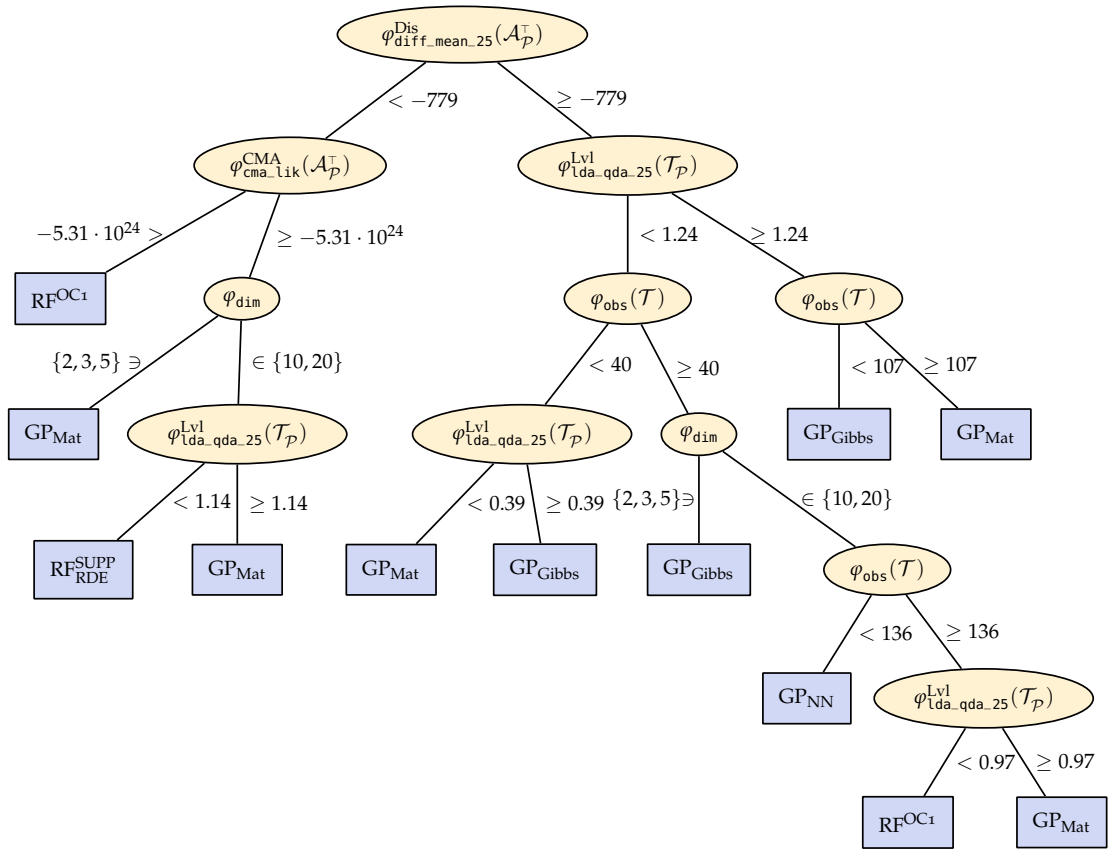 φ^Dis_diff_mean_25(𝒜^⊤_𝒫)
< −779
≥ −779
φ^CMA_cma_lik(𝒜^⊤_𝒫)
φ^Lvl_lda_qda_25(𝒯_𝒫)
−5.31 · 10^24 >
≥ −5.31 · 10^24
< 1.24
≥ 1.24
RF^OC1
φ_dim
φ_obs(𝒯)
φ_obs(𝒯)
{2, 3, 5} ∋
∈ {10, 20}
< 40
≥ 40
< 107
≥ 107
GP_Mat
φ^Lvl_lda_qda_25(𝒯_𝒫)
φ^Lvl_lda_qda_25(𝒯_𝒫)
φ_dim
GP_Gibbs
GP_Mat
< 1.14
≥ 1.14
< 0.39
≥ 0.39
{2, 3, 5}∋
∈ {10, 20}
RF^SUPP_RDE
GP_Mat
GP_Mat
GP_Gibbs
GP_Gibbs
φ_obs(𝒯)
< 136
≥ 136
GP_NN
φ^Lvl_lda_qda_25(𝒯_𝒫)
< 0.97
≥ 0.97
RF^OC1
GP_Mat